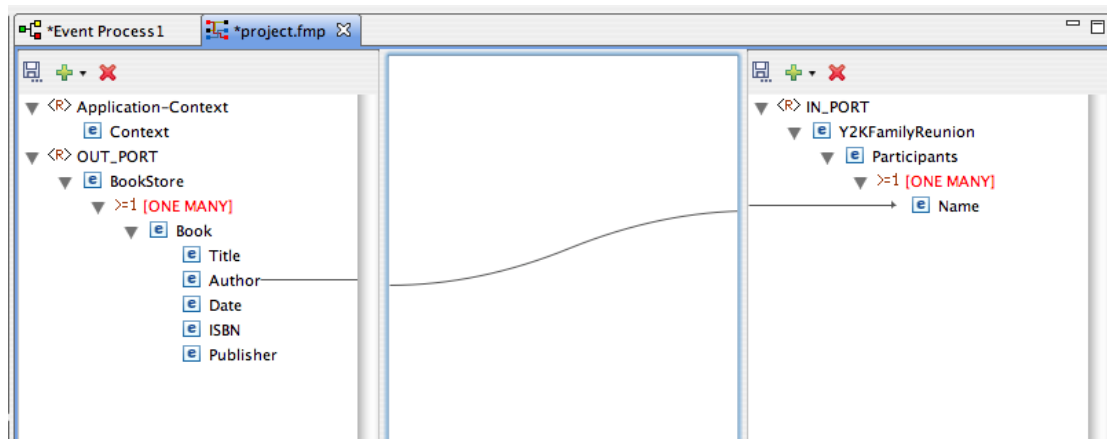 *Event Process1
*project.fmp
<R> Application-Context
e Context
<R> OUT_PORT
e BookStore
>=1 [ONE MANY]
e Book
e Title
e Author
e Date
e ISBN
e Publisher
<R> IN_PORT
e Y2KFamilyReunion
e Participants
>=1 [ONE MANY]
e Name